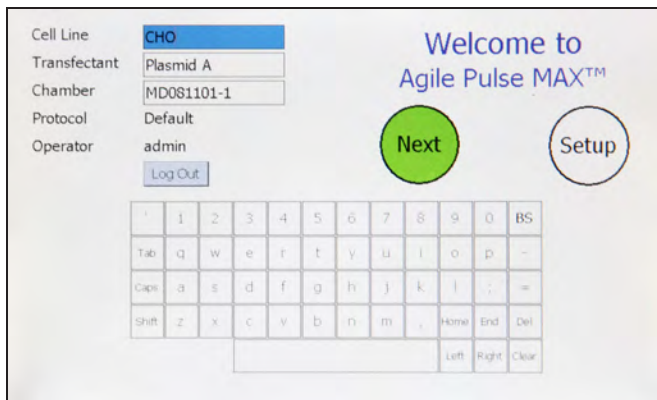 Cell Line CHO
Transfectant Plasmid A
Chamber MD081101-1
Protocol Default
Operator admin
Log Out
Welcome to
Agile Pulse MAX™
Next
Setup
' 1 2 3 4 5 6 7 8 9 0 BS
Tab q w e r t y u i o p -
Caps a s d f g h j k l ; =
Shift z x c v b n m , Home End Del
Left Right Clear